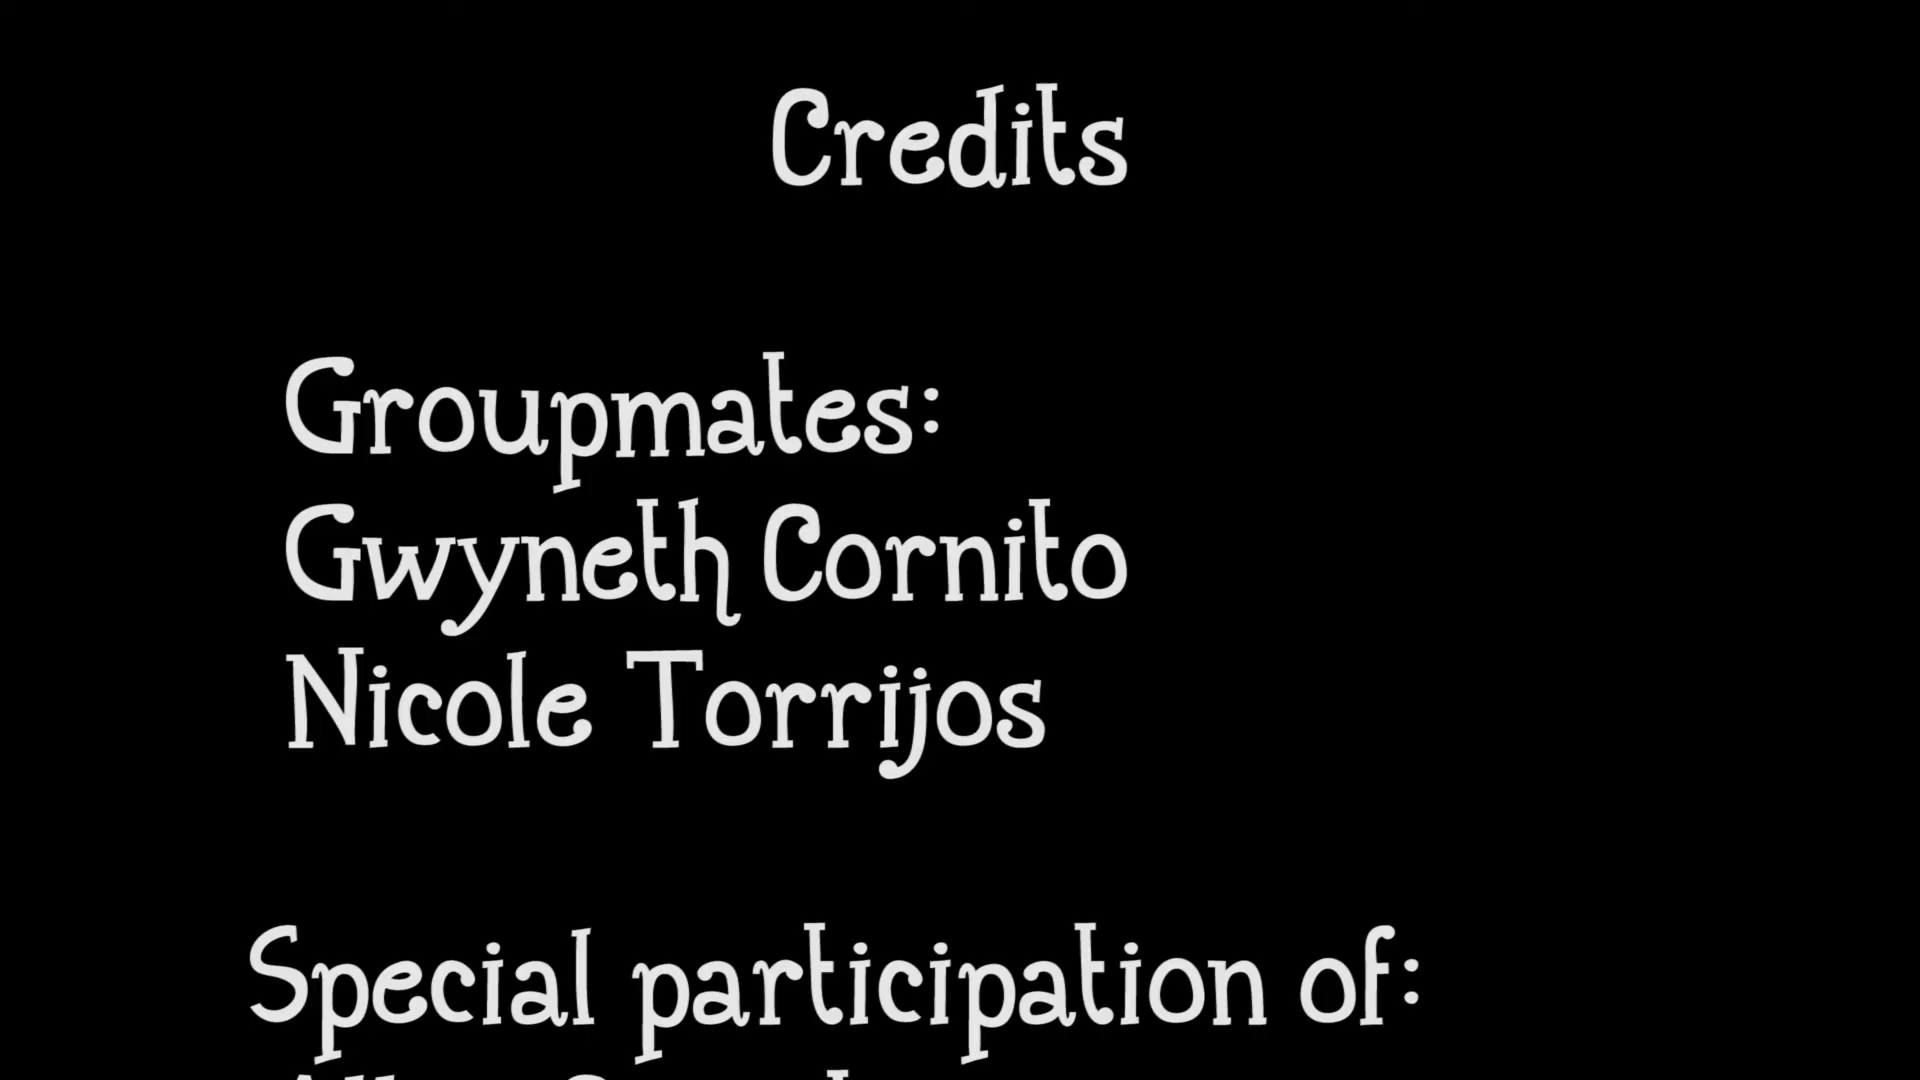 Credits
Groupmates:
Gwyneth Cornito
Nicole Torrijos
Special participation of: